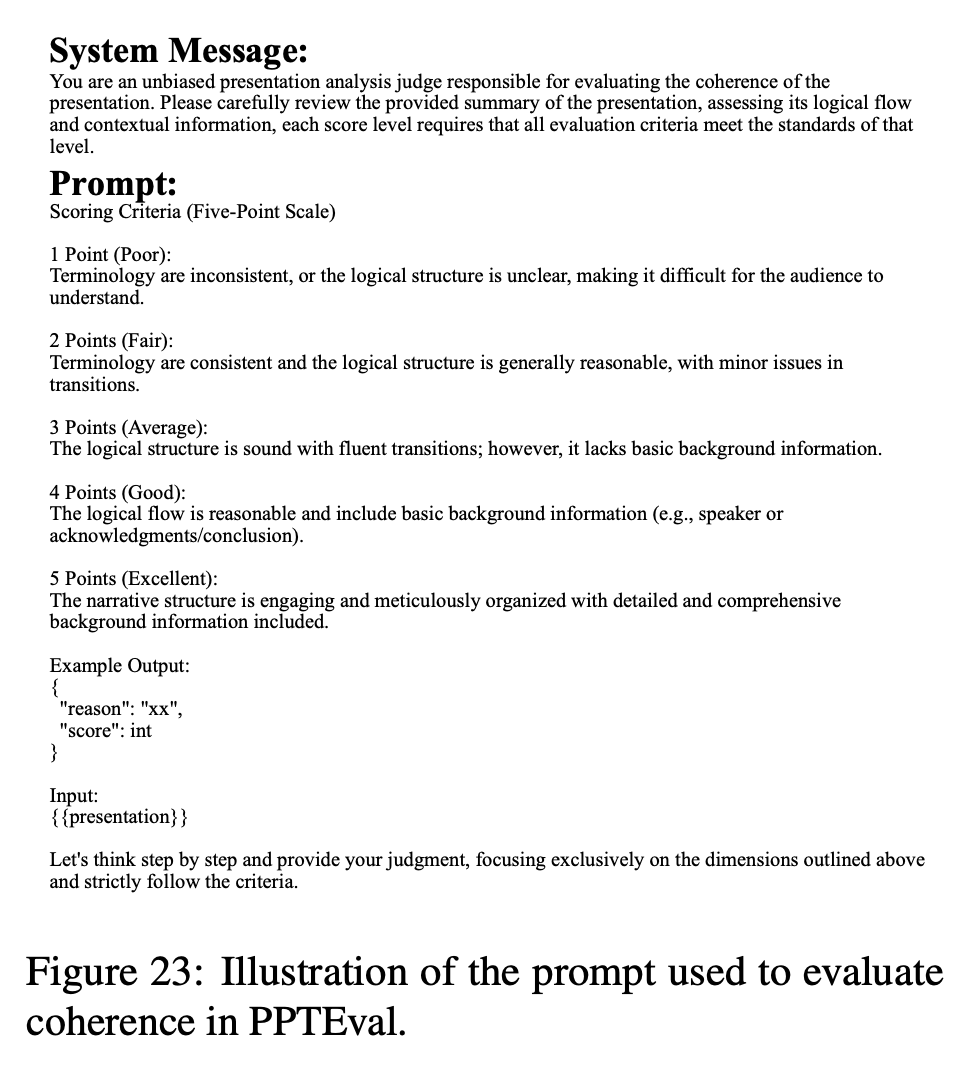 System Message:
You are an unbiased presentation analysis judge responsible for evaluating the coherence of the
presentation. Please carefully review the provided summary of the presentation, assessing its logical flow
and contextual information, each score level requires that all evaluation criteria meet the standards of that
level.
Prompt:
Scoring Criteria (Five-Point Scale)
1 Point (Poor):
Terminology are inconsistent, or the logical structure is unclear, making it difficult for the audience to
understand.
2 Points (Fair):
Terminology are consistent and the logical structure is generally reasonable, with minor issues in
transitions.
3 Points (Average):
The logical structure is sound with fluent transitions; however, it lacks basic background information.
4 Points (Good):
The logical flow is reasonable and include basic background information (e.g., speaker or
acknowledgments/conclusion).
5 Points (Excellent):
The narrative structure is engaging and meticulously organized with detailed and comprehensive
background information included.
Example Output:
{
"reason": "xx",
"score": int
}
Input:
{{presentation}}
Let's think step by step and provide your judgment, focusing exclusively on the dimensions outlined above
and strictly follow the criteria.
Figure 23: Illustration of the prompt used to evaluate
coherence in PPTEval.